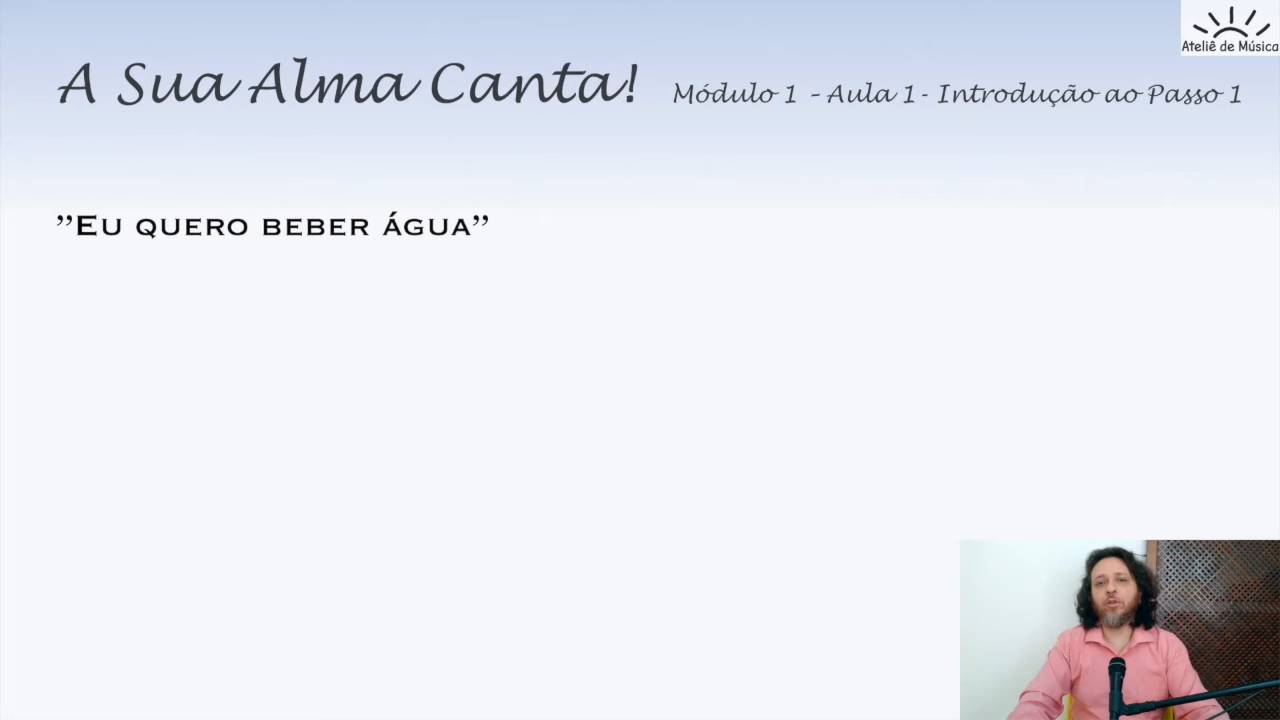 Ateliê de Música
A Sua Alma Canta! Módulo 1 – Aula 1- Introdução ao Passo 1
”Eu quero beber água”